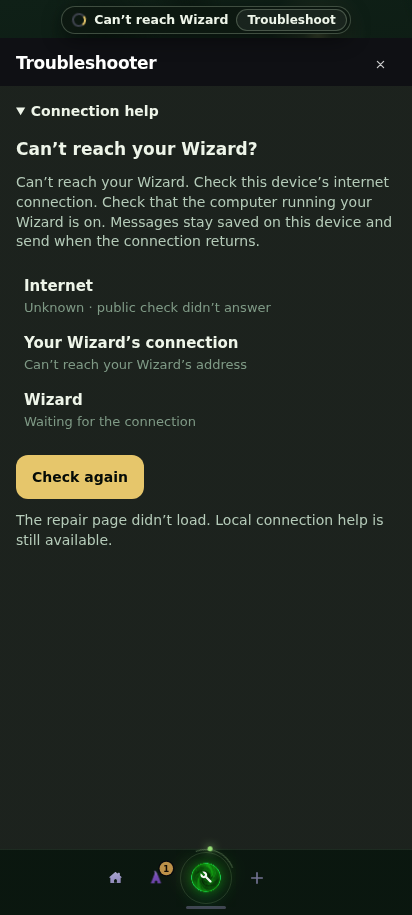 Can’t reach Wizard Troubleshoot
Troubleshooter
×
▼ Connection help
Can’t reach your Wizard?
Can’t reach your Wizard. Check this device’s internet
connection. Check that the computer running your
Wizard is on. Messages stay saved on this device and
send when the connection returns.
Internet
Unknown · public check didn’t answer
Your Wizard’s connection
Can’t reach your Wizard’s address
Wizard
Waiting for the connection
Check again
The repair page didn’t load. Local connection help is
still available.
1